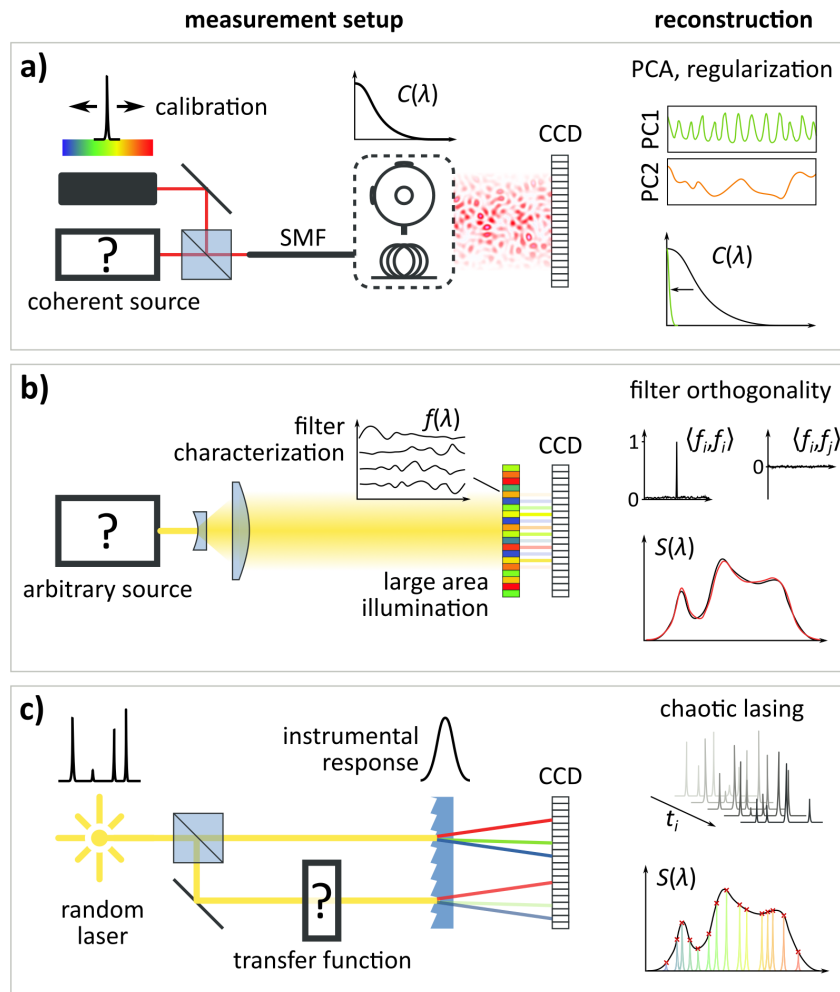 measurement setup
reconstruction
a)
calibration
C(λ)
CCD
SMF
?
coherent source
PCA, regularization
PC1
PC2
C(λ)
b)
filter
characterization
f(λ)
CCD
?
arbitrary source
large area
illumination
filter orthogonality
1
⟨f_i,f_i⟩
0
⟨f_i,f_j⟩
0
S(λ)
c)
instrumental
response
CCD
random
laser
?
transfer function
chaotic lasing
t_i
S(λ)